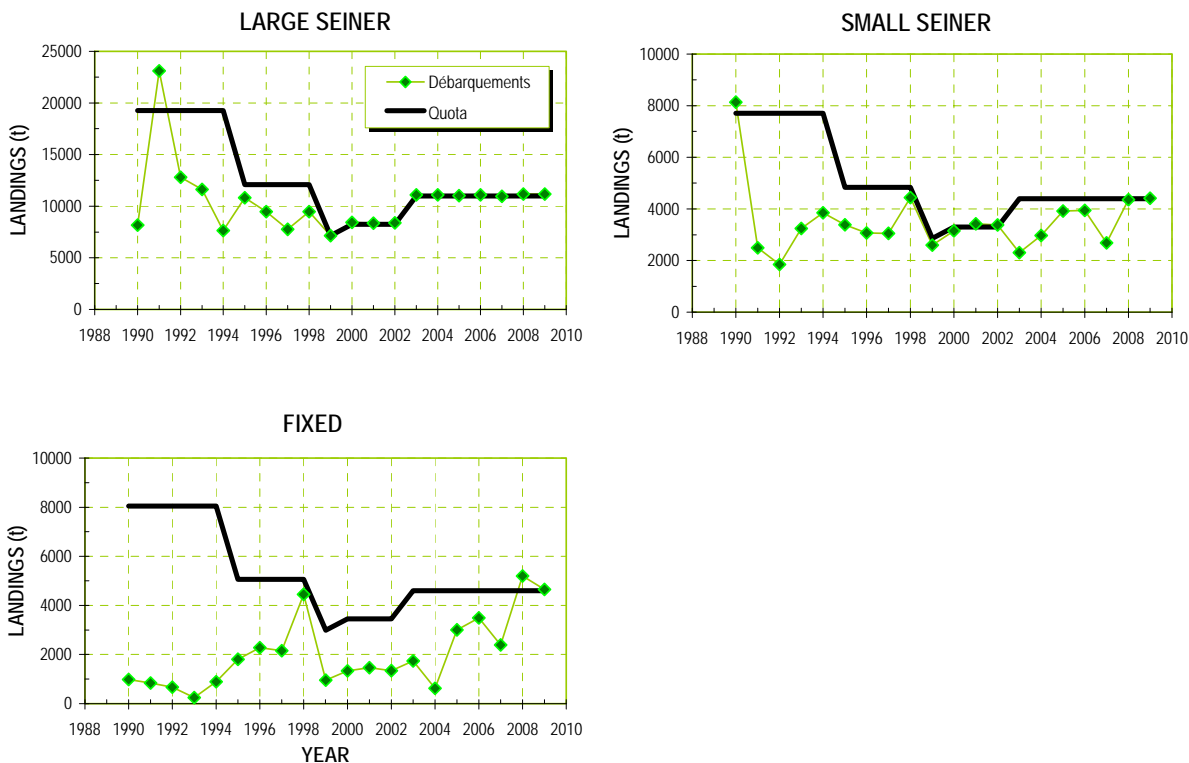 LARGE SEINER
LANDINGS (t)
25000
20000
15000
10000
5000
0
1988 1990 1992 1994 1996 1998 2000 2002 2004 2006 2008 2010
Débarquements
Quota
SMALL SEINER
LANDINGS (t)
10000
8000
6000
4000
2000
0
1988 1990 1992 1994 1996 1998 2000 2002 2004 2006 2008 2010
FIXED
LANDINGS (t)
10000
8000
6000
4000
2000
0
1988 1990 1992 1994 1996 1998 2000 2002 2004 2006 2008 2010
YEAR